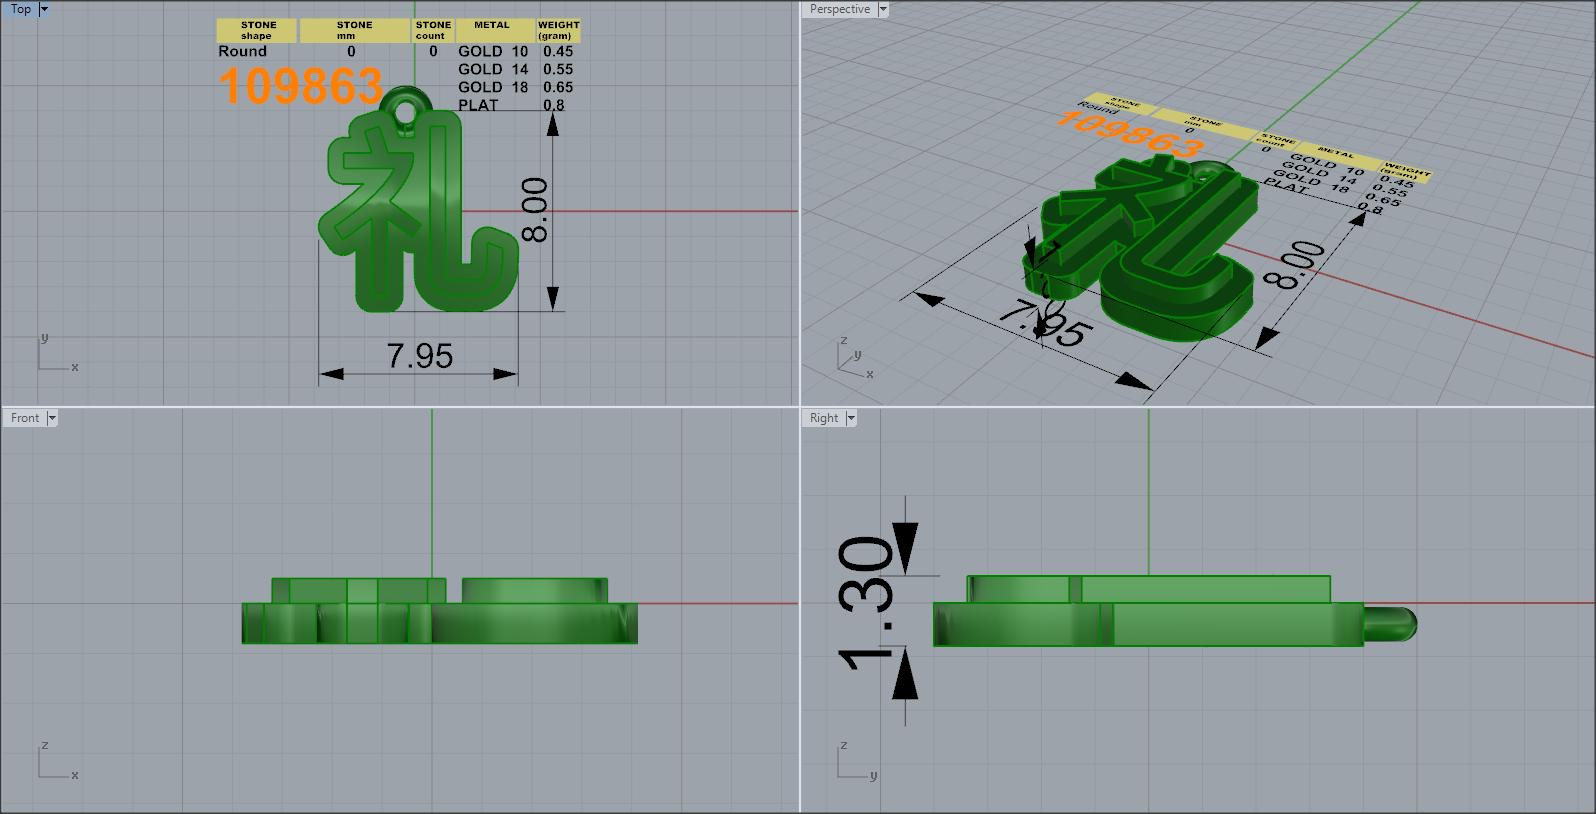 Top
STONE shape STONE mm STONE count METAL WEIGHT (gram)
Round 0 0 GOLD 10 0.45
GOLD 14 0.55
GOLD 18 0.65
PLAT 0.8
109863
礼
8.00
7.95
y
x
Perspective
STONE shape STONE mm STONE count METAL WEIGHT (gram)
Round 0 0 GOLD 10 0.45
GOLD 14 0.55
GOLD 18 0.65
PLAT 0.8
109863
礼
8.00
7.95
z
y
x
Front
z
x
Right
1.30
z
y